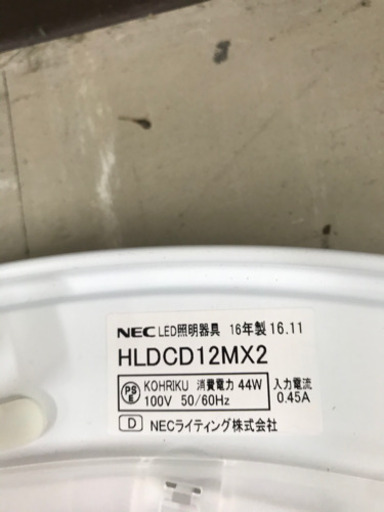 NEC LED照明器具 16年製 16.11
HLDCD12MX2
PS E KOHRIKU 消費電力 44W 入力電流
100V 50/60Hz 0.45A
D NECライティング株式会社